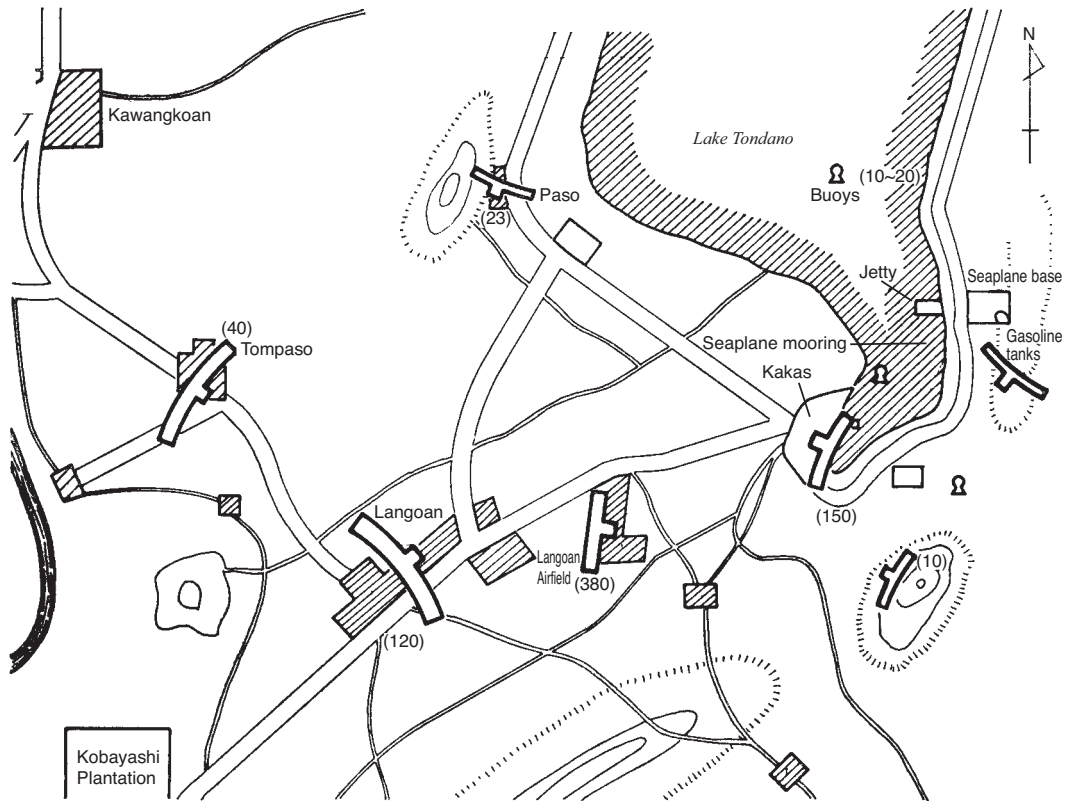 N
Kawangkoan
Lake Tondano
(10~20)
Buoys
Paso
(23)
Jetty
Seaplane base
Gasoline
tanks
Seaplane mooring
Kakas
(40)
Tompaso
Langoan
(150)
Langoan
Airfield
(380)
(10)
(120)
Kobayashi
Plantation